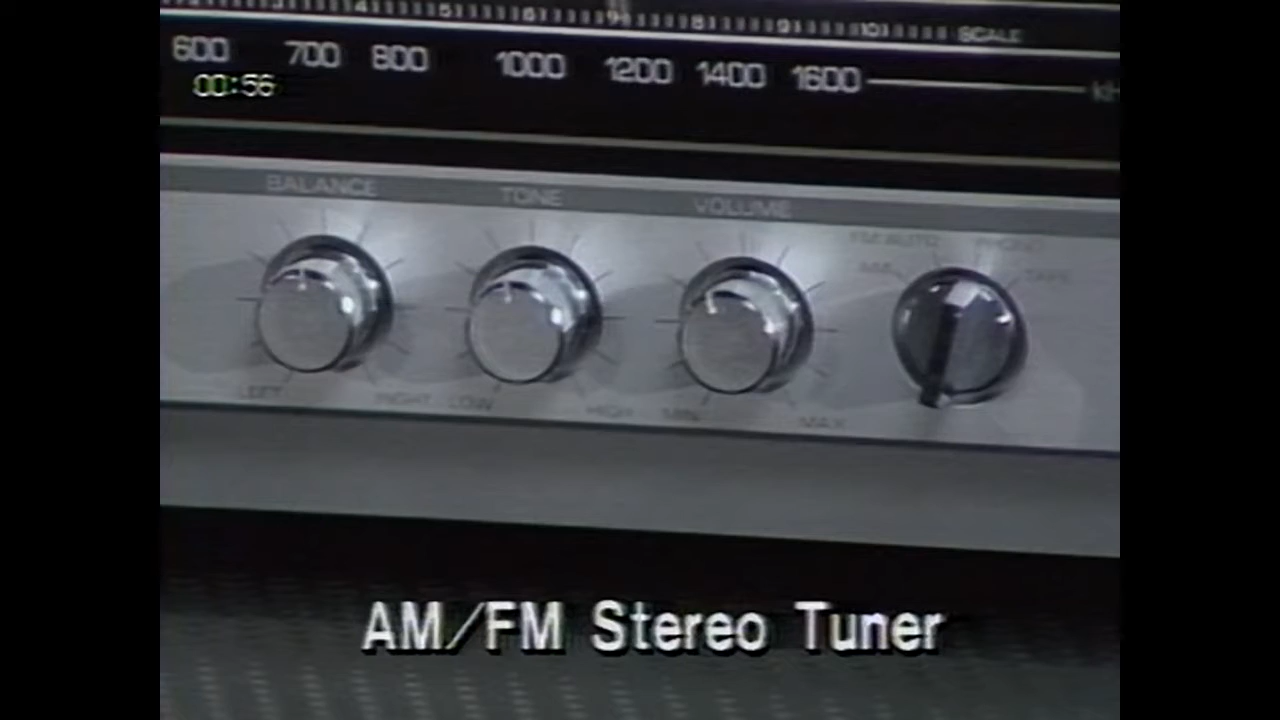 4 5 6 7 8 9 10 SCALE
600 700 800 1000 1200 1400 1600 kH
00:56
BALANCE TONE VOLUME
FM AUTO PHONO
AM TAPE
LEFT RIGHT LOW HIGH MIN MAX
AM/FM Stereo Tuner